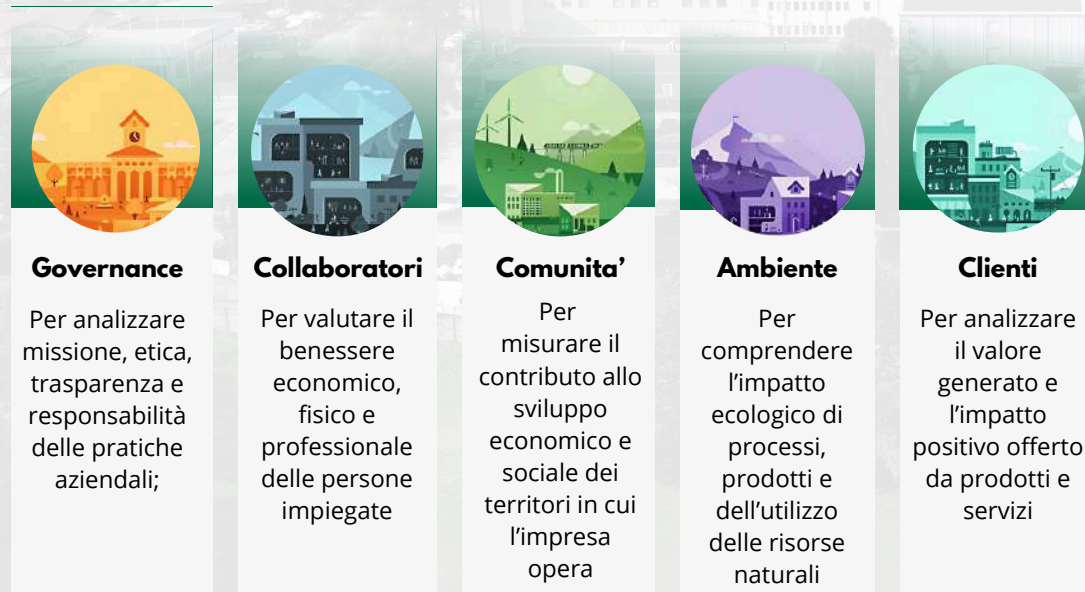 Governance
Per analizzare
missione, etica,
trasparenza e
responsabilità
delle pratiche
aziendali;
Collaboratori
Per valutare il
benessere
economico,
fisico e
professionale
delle persone
impiegate
Comunita’
Per
misurare il
contributo allo
sviluppo
economico e
sociale dei
territori in cui
l’impresa
opera
Ambiente
Per
comprendere
l’impatto
ecologico di
processi,
prodotti e
dell’utilizzo
delle risorse
naturali
Clienti
Per analizzare
il valore
generato e
l’impatto
positivo offerto
da prodotti e
servizi